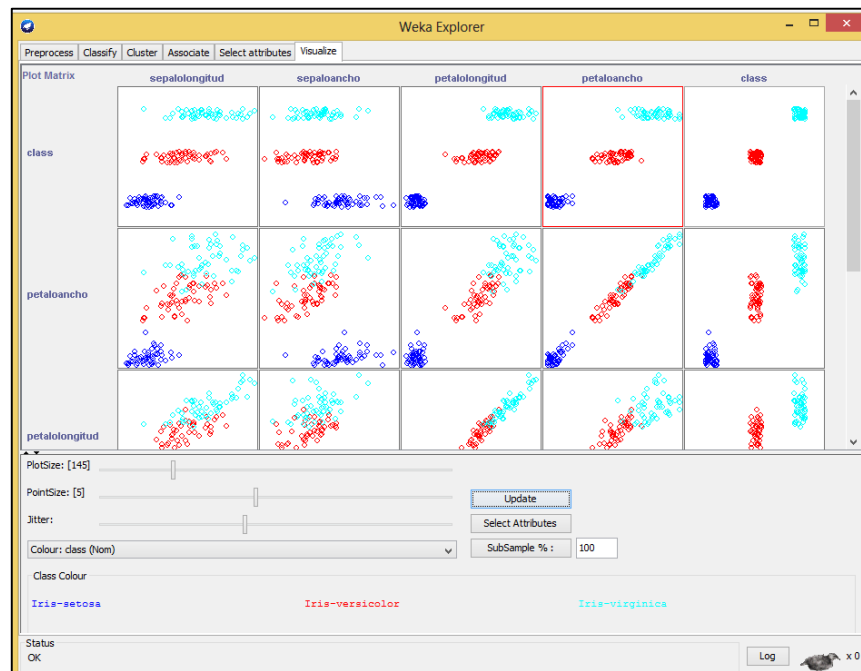 Weka Explorer
Preprocess Classify Cluster Associate Select attributes Visualize
Plot Matrix sepalolongitud sepaloancho petalolongitud petaloancho class
class
petaloancho
petalolongitud
PlotSize: [145]
PointSize: [5]
Update
Jitter:
Select Attributes
Colour: class (Nom)
SubSample % : 100
Class Colour
Iris-setosa Iris-versicolor Iris-virginica
Status
OK
Log x 0